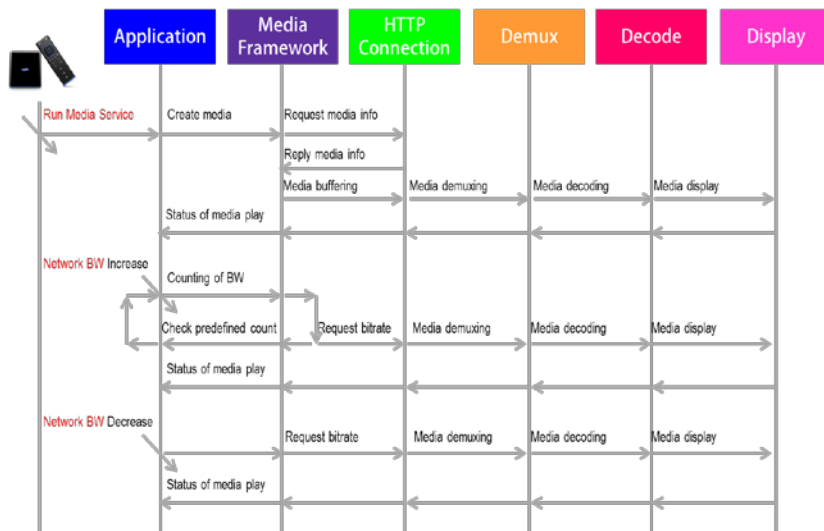 Application
Media
Framework
HTTP
Connection
Demux
Decode
Display
Run Media Service
Create media
Request media info
Reply media info
Media buffering
Media demuxing
Media decoding
Media display
Status of media play
Network BW Increase
Counting of BW
Check predefined count
Request bitrate
Media demuxing
Media decoding
Media display
Status of media play
Network BW Decrease
Request bitrate
Media demuxing
Media decoding
Media display
Status of media play